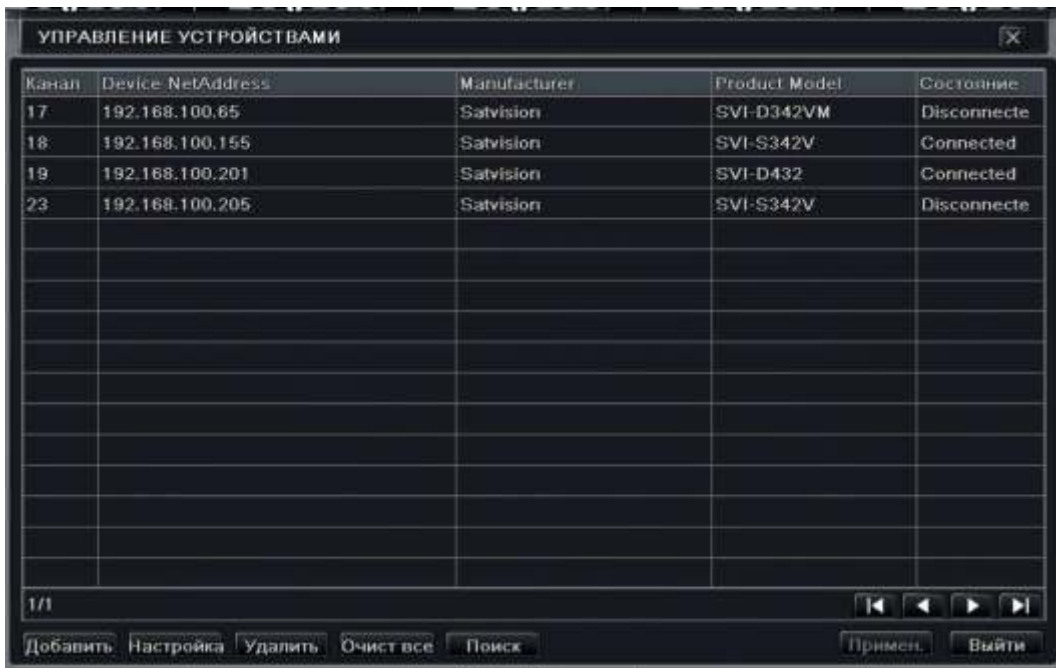 УПРАВЛЕНИЕ УСТРОЙСТВАМИ
Канал Device NetAddress Manufacturer Product Model Состояние
17 192.168.100.65 Satvision SVI-D342VM Disconnecte
18 192.168.100.155 Satvision SVI-S342V Connected
19 192.168.100.201 Satvision SVI-D432 Connected
23 192.168.100.205 Satvision SVI-S342V Disconnecte
1/1
Добавить Настройка Удалить Очист все Поиск Примен. Выйти